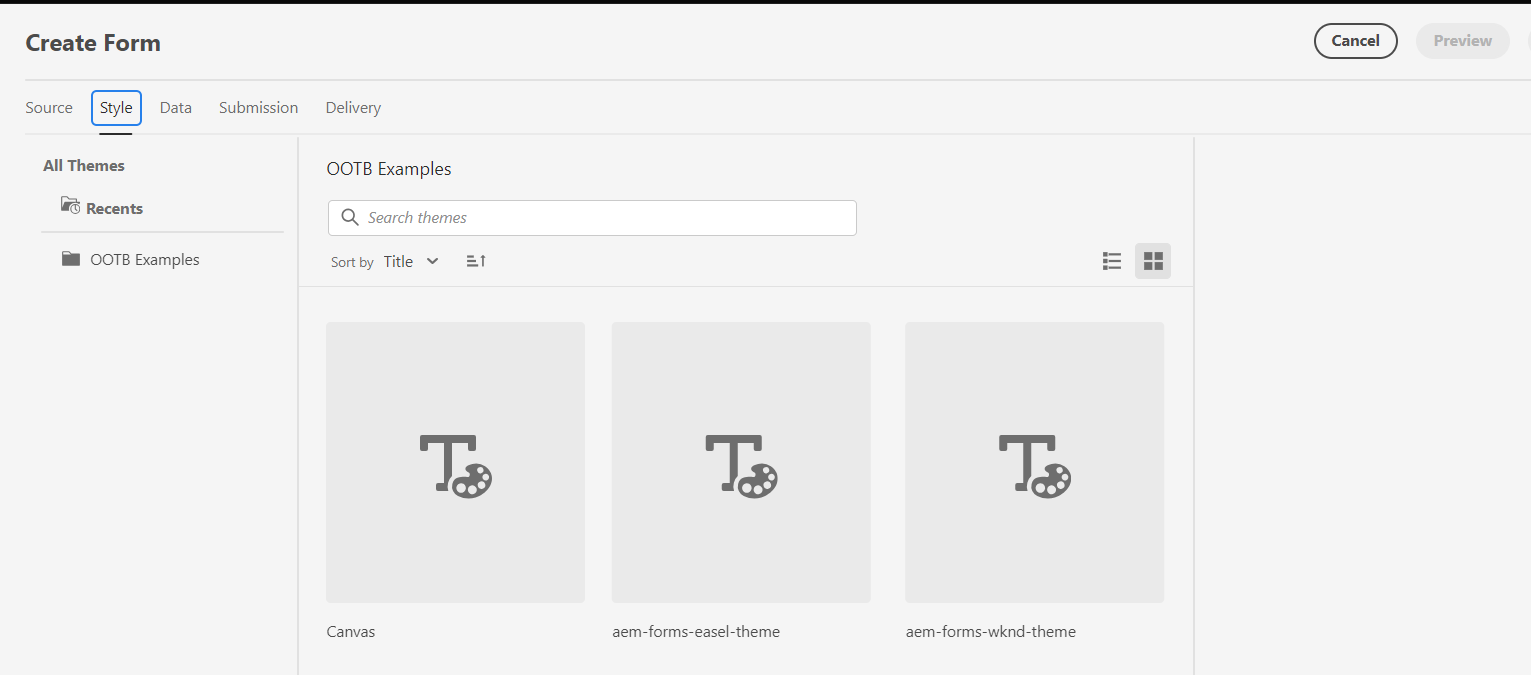 Create Form
Cancel
Preview
Source
Style
Data
Submission
Delivery
All Themes
Recents
OOTB Examples
OOTB Examples
Search themes
Sort by Title
Canvas
aem-forms-easel-theme
aem-forms-wknd-theme